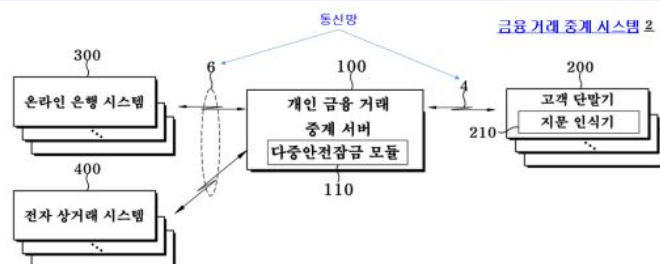 통신망
금융 거래 중계 시스템 2
300
6
100
4
200
온라인 은행 시스템
개인 금융 거래
중계 서버
다중안전잠금 모듈
고객 단말기
지문 인식기
210
110
400
전자 상거래 시스템